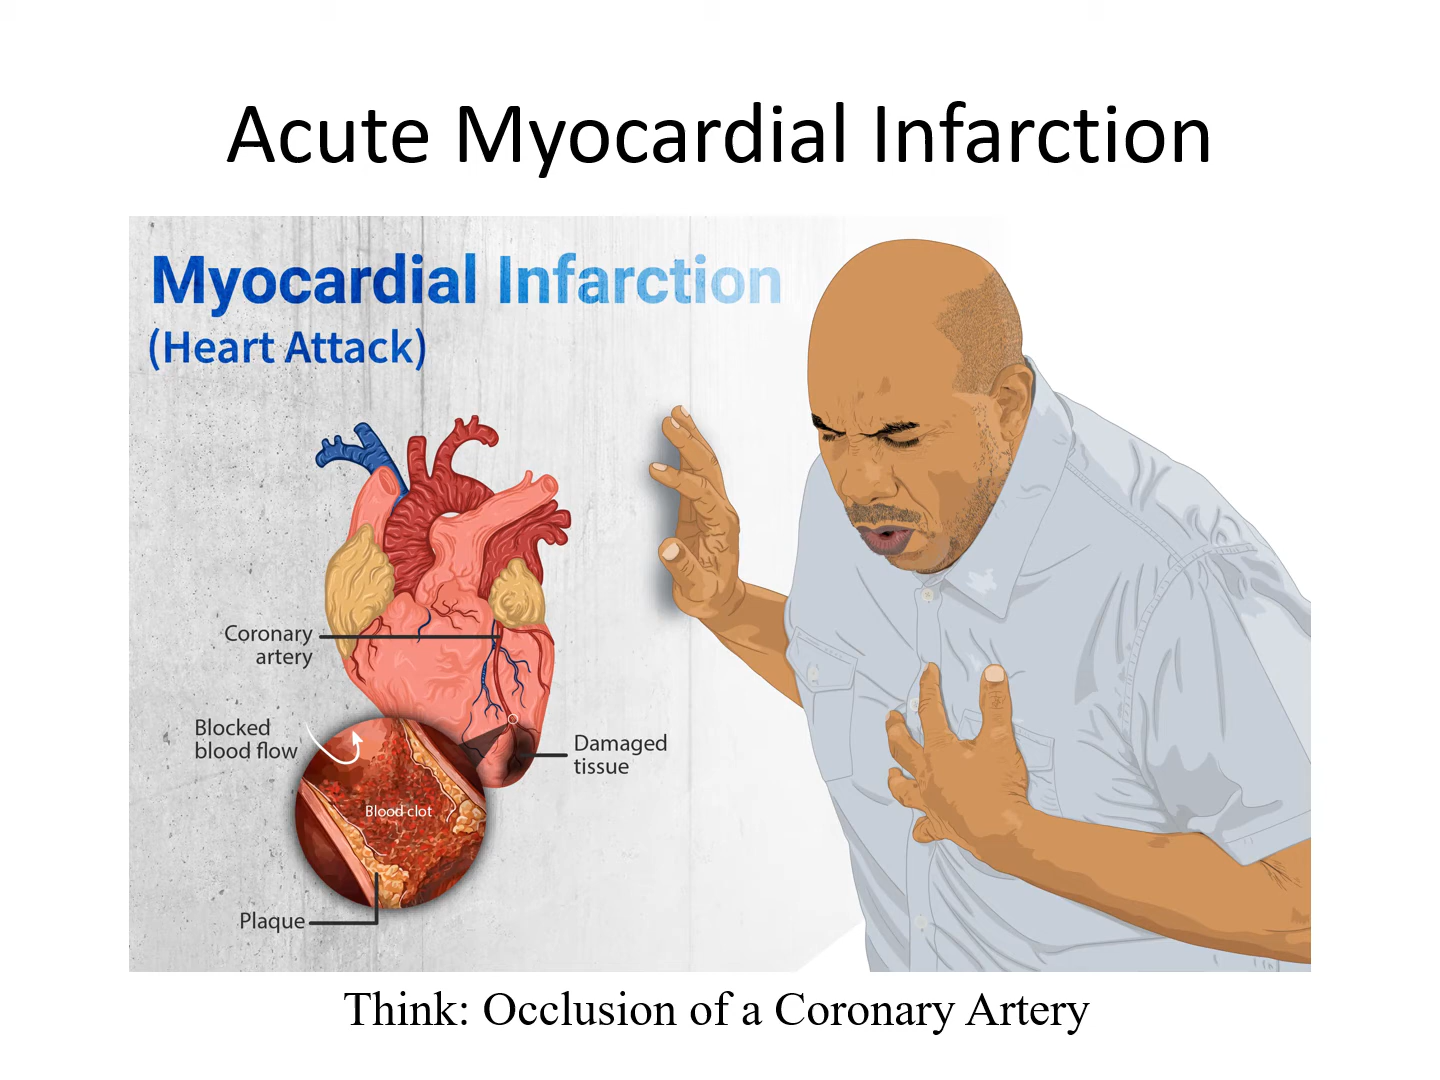 Acute Myocardial Infarction
Myocardial Infarction
(Heart Attack)
Coronary
artery
Blocked
blood flow
Damaged
tissue
Blood clot
Plaque
Think: Occlusion of a Coronary Artery